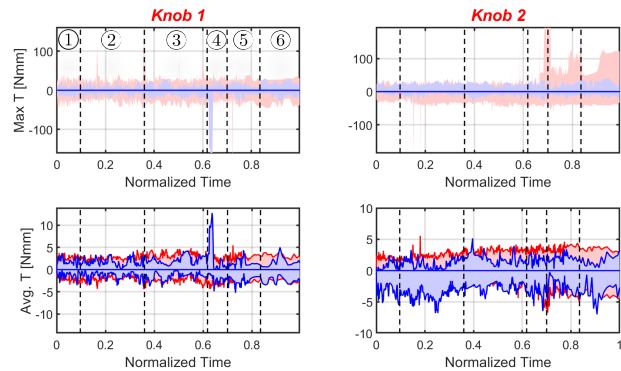 Knob 1
Knob 2
① ② ③ ④ ⑤ ⑥
Max T [Nmm]
100
0
-100
0 0.2 0.4 0.6 0.8
Normalized Time
100
0
-100
0 0.2 0.4 0.6 0.8
Normalized Time
Avg. T [Nmm]
10
5
0
-5
-10
0 0.2 0.4 0.6 0.8
Normalized Time
10
5
0
-5
-10
0 0.2 0.4 0.6 0.8 1
Normalized Time